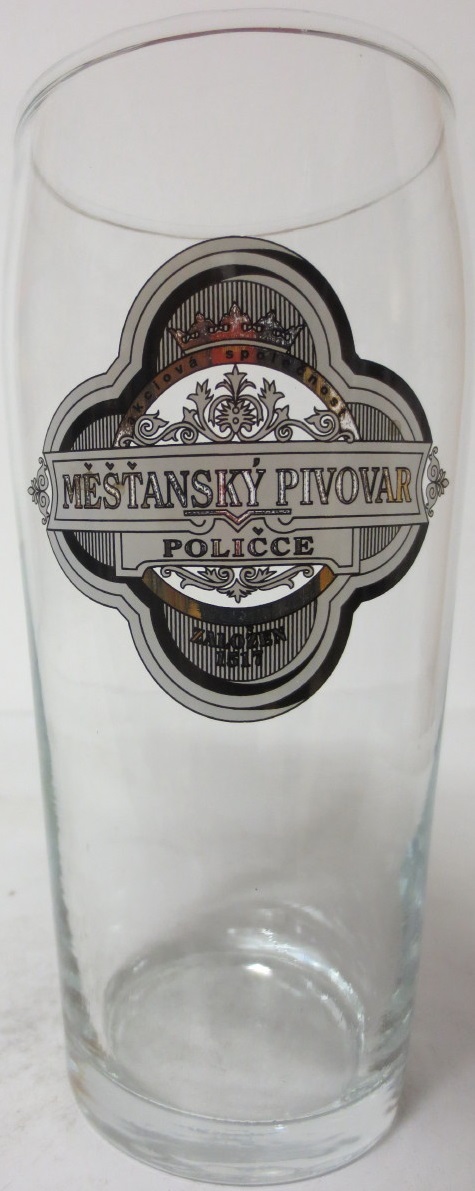 akciová společnost
MĚŠŤANSKÝ PIVOVAR
POLIČCE
ZALOŽEN
1517